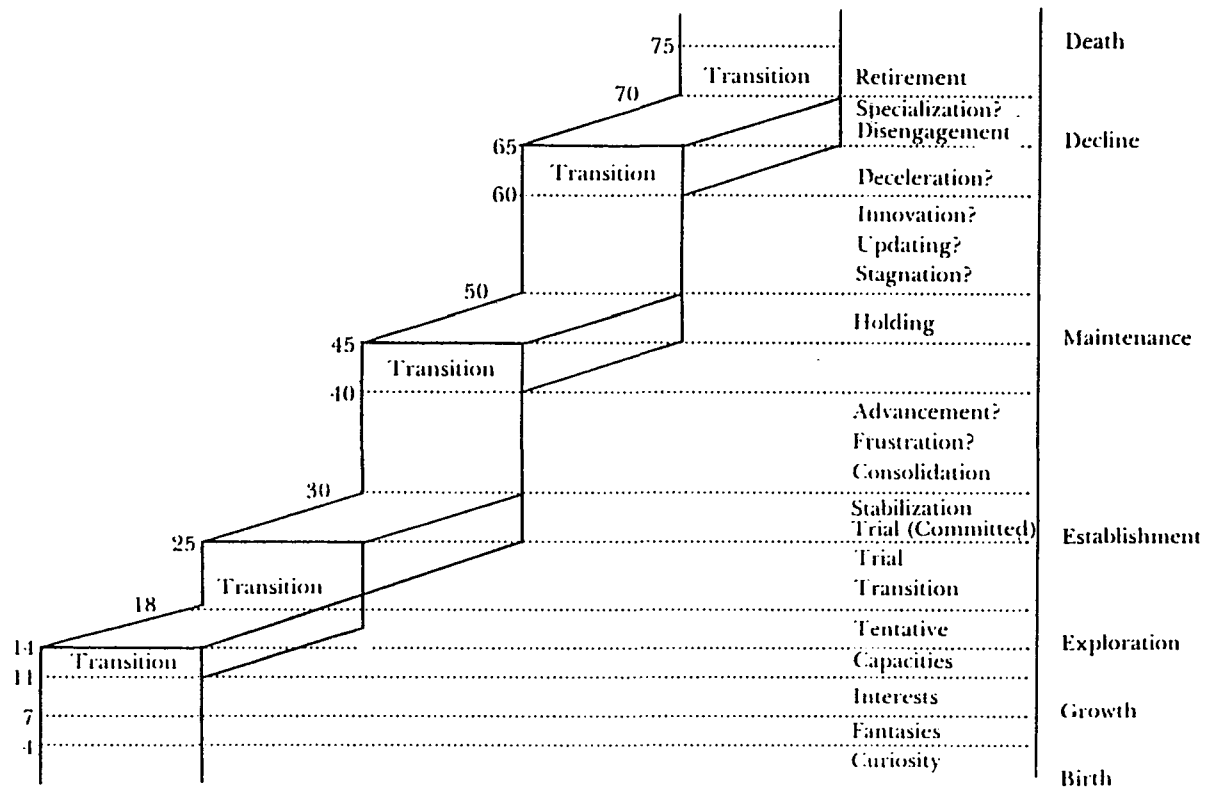 75 Death
Transition Retirement
70
Specialization?
Disengagement
65 Decline
Transition
Deceleration?
60
Innovation?
Updating?
Stagnation?
50
Holding
45 Maintenance
Transition
40
Advancement?
Frustration?
Consolidation
30
Stabilization
Trial (Committed)
25 Establishment
Trial
Transition Transition
18
Tentative
14 Exploration
Transition Capacities
11
Interests
7 Growth
Fantasies
4
Curiosity
Birth